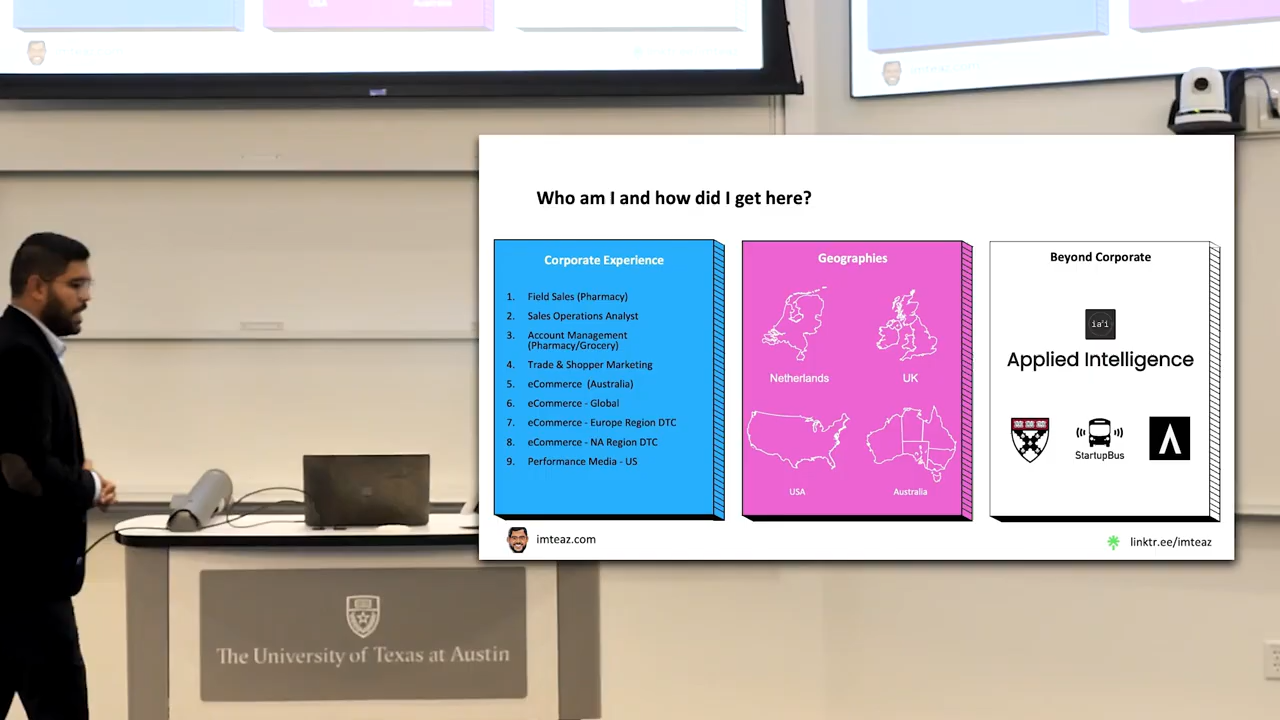 Who am I and how did I get here?
Corporate Experience
1. Field Sales (Pharmacy)
2. Sales Operations Analyst
3. Account Management
(Pharmacy/Grocery)
4. Trade & Shopper Marketing
5. eCommerce (Australia)
6. eCommerce - Global
7. eCommerce - Europe Region DTC
8. eCommerce - NA Region DTC
9. Performance Media - US
Geographies
Netherlands
UK
USA
Australia
Beyond Corporate
ia'i
Applied Intelligence
StartupBus
imteaz.com
linktr.ee/imteaz
The University of Texas at Austin